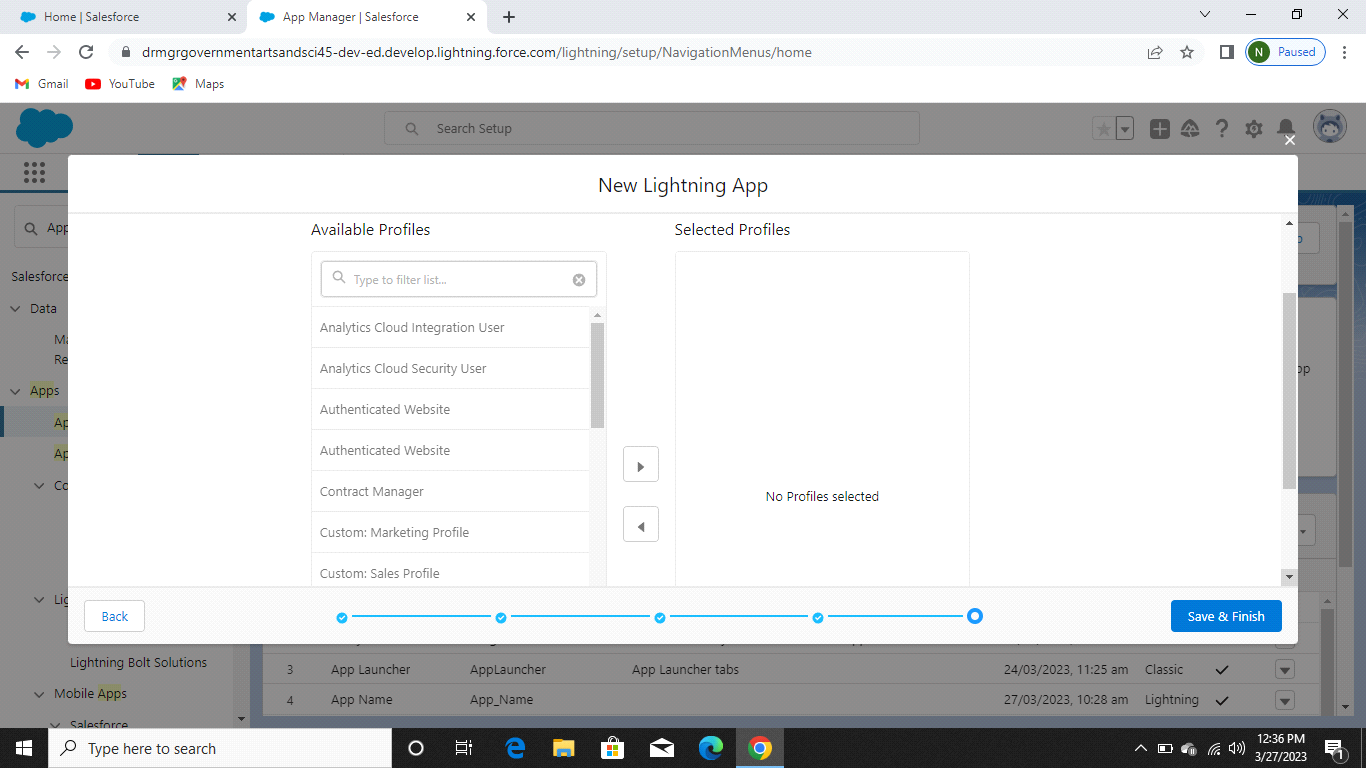 Home | Salesforce
App Manager | Salesforce
drmgrgovernmentartsandsci45-dev-ed.develop.lightning.force.com/lightning/setup/NavigationMenus/home
N Paused
Gmail
YouTube
Maps
Search Setup
New Lightning App
App
Salesforce
Data
Apps
Available Profiles
Type to filter list...
Analytics Cloud Integration User
Analytics Cloud Security User
Authenticated Website
Authenticated Website
Contract Manager
Custom: Marketing Profile
Custom: Sales Profile
Selected Profiles
No Profiles selected
Back
Save & Finish
Lightning Bolt Solutions
Mobile Apps
Salesforce
3 App Launcher AppLauncher App Launcher tabs 24/03/2023, 11:25 am Classic
4 App Name App_Name 27/03/2023, 10:28 am Lightning
Type here to search
12:36 PM
3/27/2023
1